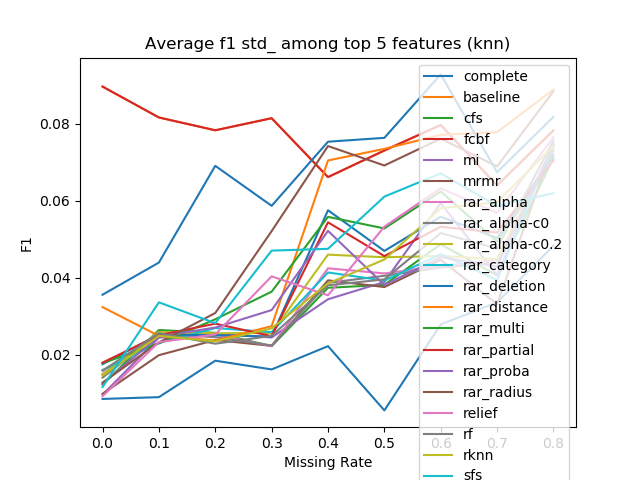 Average f1 std_ among top 5 features (knn)
F1
0.08
0.06
0.04
0.02
0.0 0.1 0.2 0.3 0.4 0.5 0.6 0.7 0.8
Missing Rate
complete
baseline
cfs
fcbf
mi
mrmr
rar_alpha
rar_alpha-c0
rar_alpha-c0.2
rar_category
rar_deletion
rar_distance
rar_multi
rar_partial
rar_proba
rar_radius
relief
rf
rknn
sfs